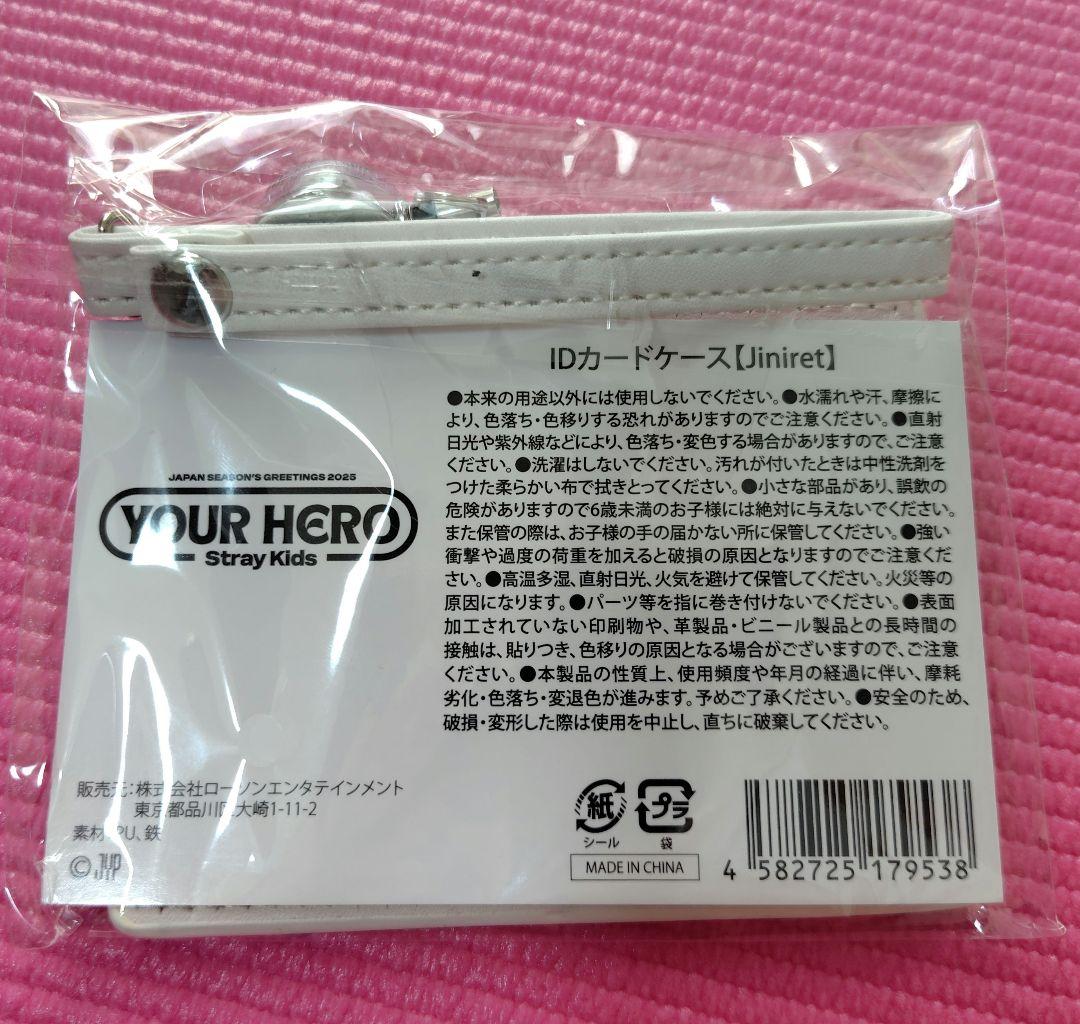 IDカードケース【Jiniret】
●本来の用途以外には使用しないでください。●水濡れや汗、摩擦に
より、色落ち・色移りする恐れがありますのでご注意ください。●直射
日光や紫外線などにより、色落ち・変色する場合がありますので、ご注意
ください。●洗濯はしないでください。汚れが付いたときは中性洗剤を
つけた柔らかい布で拭きとってください。●小さな部品があり、誤飲の
危険がありますので6歳未満のお子様には絶対に与えないでください。
また保管の際は、お子様の手の届かない所に保管してください。●強い
衝撃や過度の荷重を加えると破損の原因となりますのでご注意くだ
さい。●高温多湿、直射日光、火気を避けて保管してください。火災等の
原因になります。●パーツ等を指に巻き付けないでください。●表面
加工されていない印刷物や、革製品・ビニール製品との長時間の
接触は、貼りつき、色移りの原因となる場合がございますので、ご注意
ください。●本製品の性質上、使用頻度や年月の経過に伴い、摩耗
劣化・色落ち・変退色が進みます。予めご了承ください。●安全のため、
破損・変形した際は使用を中止し、直ちに破棄してください。
JAPAN SEASON'S GREETINGS 2025
YOUR HERO
Stray Kids
販売元:株式会社ローソンエンタテインメント
東京都品川区大崎1-11-2
素材:PU、鉄
© JYP
紙
シール
プラ
袋
MADE IN CHINA
4 582725 179538